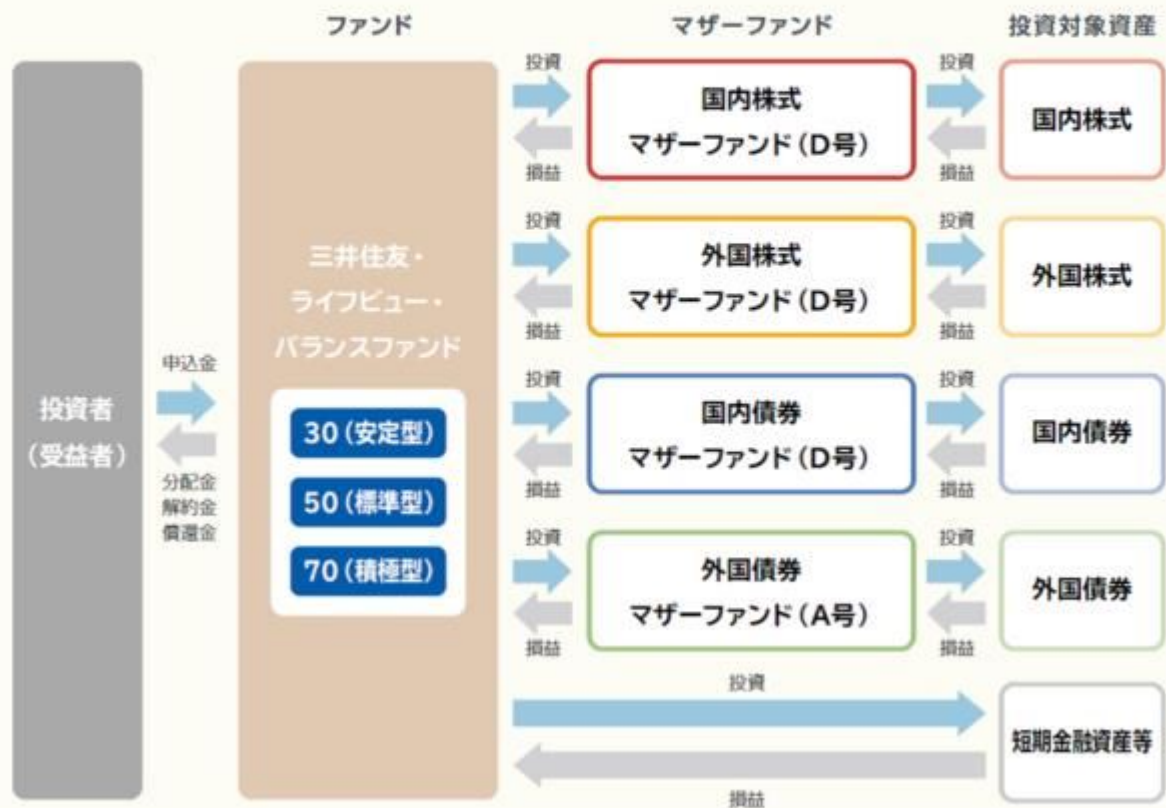 ファンド
マザーファンド
投資対象資産
投資者
(受益者)
申込金
分配金
解約金
償還金
三井住友・
ライフビュー・
バランスファンド
30(安定型)
50(標準型)
70(積極型)
投資
損益
国内株式
マザーファンド(D号)
投資
損益
国内株式
投資
損益
外国株式
マザーファンド(D号)
投資
損益
外国株式
投資
損益
国内債券
マザーファンド(D号)
投資
損益
国内債券
投資
損益
外国債券
マザーファンド(A号)
投資
損益
外国債券
投資
損益
短期金融資産等